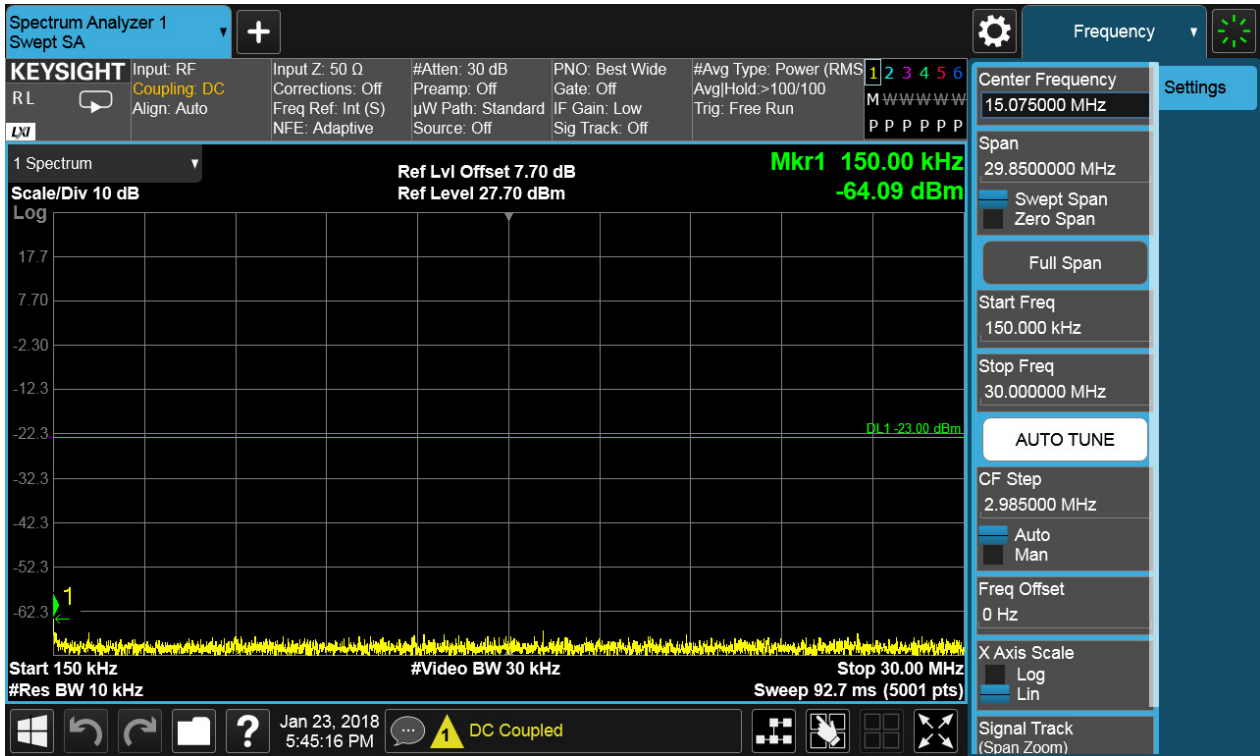 Spectrum Analyzer 1
Swept SA
+
Frequency
KEYSIGHT
RL
LXI
Input: RF
Coupling: DC
Align: Auto
Input Z: 50 Ω
Corrections: Off
Freq Ref: Int (S)
NFE: Adaptive
#Atten: 30 dB
Preamp: Off
µW Path: Standard
Source: Off
PNO: Best Wide
Gate: Off
IF Gain: Low
Sig Track: Off
#Avg Type: Power (RMS
Avg|Hold:>100/100
Trig: Free Run
1 2 3 4 5 6
M W W W W W
P P P P P P
1 Spectrum
Scale/Div 10 dB
Ref Lvl Offset 7.70 dB
Ref Level 27.70 dBm
Mkr1 150.00 kHz
-64.09 dBm
Log
17.7
7.70
-2.30
-12.3
-22.3
DL1 -23.00 dBm
-32.3
-42.3
-52.3
-62.3
1
Start 150 kHz
#Video BW 30 kHz
Stop 30.00 MHz
#Res BW 10 kHz
Sweep 92.7 ms (5001 pts)
Center Frequency
15.075000 MHz
Span
29.8500000 MHz
Swept Span
Zero Span
Full Span
Start Freq
150.000 kHz
Stop Freq
30.000000 MHz
AUTO TUNE
CF Step
2.985000 MHz
Auto
Man
Freq Offset
0 Hz
X Axis Scale
Log
Lin
Signal Track
(Span Zoom)
Settings
?
Jan 23, 2018
5:45:16 PM
1
DC Coupled